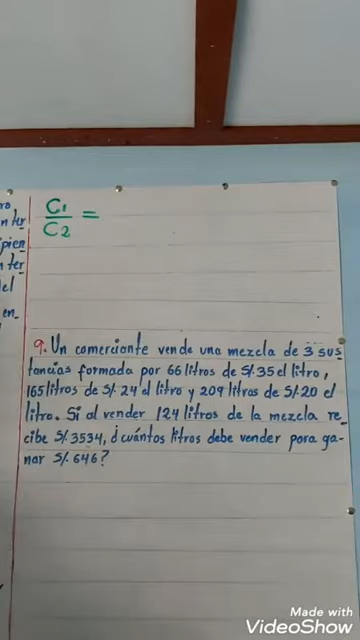 C1
C2 =
9. Un comerciante vende una mezcla de 3 sus
tancias formada por 66 litros de S/.35 el litro,
165 litros de S/. 24 el litro y 209 litros de S/.20 el
litro. Si al vender 124 litros de la mezcla re_
cibe S/. 3534, ¿cuántos litros debe vender para ga-
nar S/. 646?
Made with
VideoShow